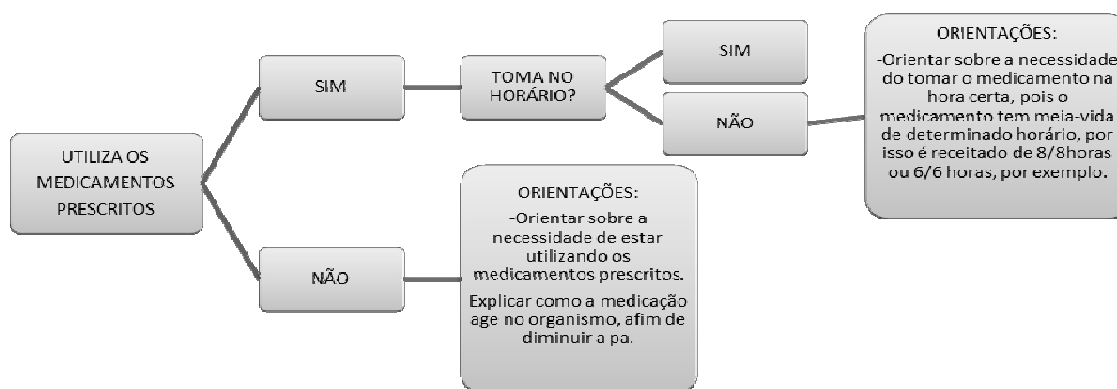 UTILIZA OS
MEDICAMENTOS
PRESCRITOS
SIM
TOMA NO
HORÁRIO?
SIM
NÃO
ORIENTAÇÕES:
-Orientar sobre a necessidade
do tomar o medicamento na
hora certa, pois o
medicamento tem meia-vida
de determinado horário, por
isso é receitado de 8/8horas
ou 6/6 horas, por exemplo.
NÃO
ORIENTAÇÕES:
-Orientar sobre a
necessidade de estar
utilizando os
medicamentos prescritos.
Explicar como a medicação
age no organismo, afim de
diminuir a pa.